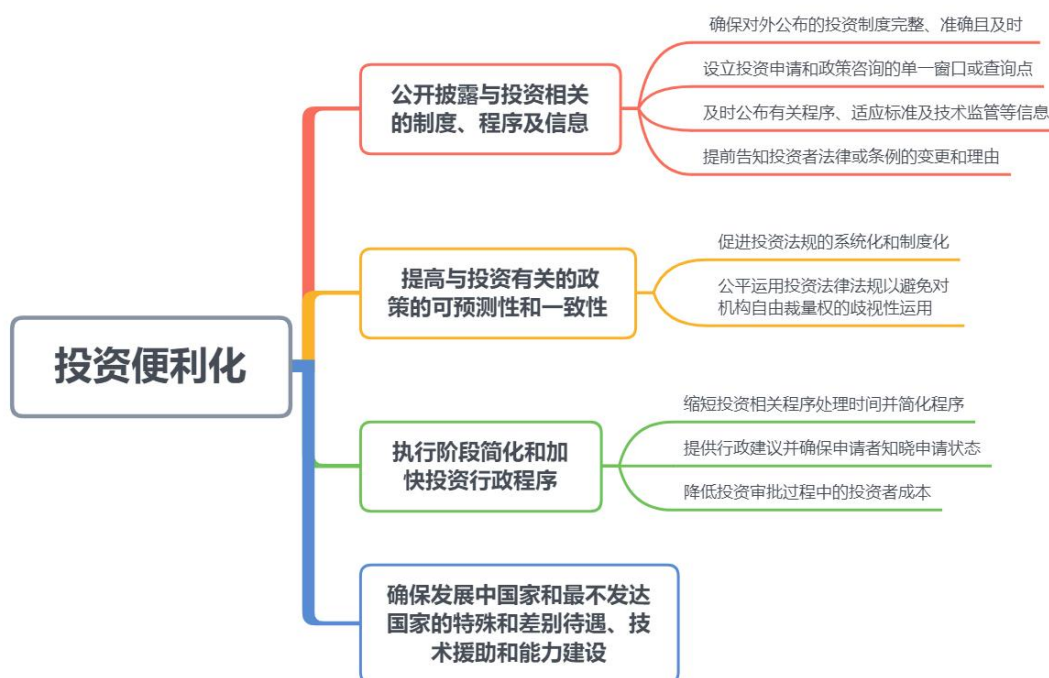 投资便利化
公开披露与投资相关
的制度、程序及信息
确保对外公布的投资制度完整、准确且及时
设立投资申请和政策咨询的单一窗口或查询点
及时公布有关程序、适应标准及技术监管等信息
提前告知投资者法律或条例的变更和理由
提高与投资有关的政
策的可预测性和一致性
促进投资法规的系统化和制度化
公平运用投资法律法规以避免对
机构自由裁量权的歧视性运用
执行阶段简化和加
快投资行政程序
缩短投资相关程序处理时间并简化程序
提供行政建议并确保申请者知晓申请状态
降低投资审批过程中的投资者成本
确保发展中国家和最不发达
国家的特殊和差别待遇、技
术援助和能力建设